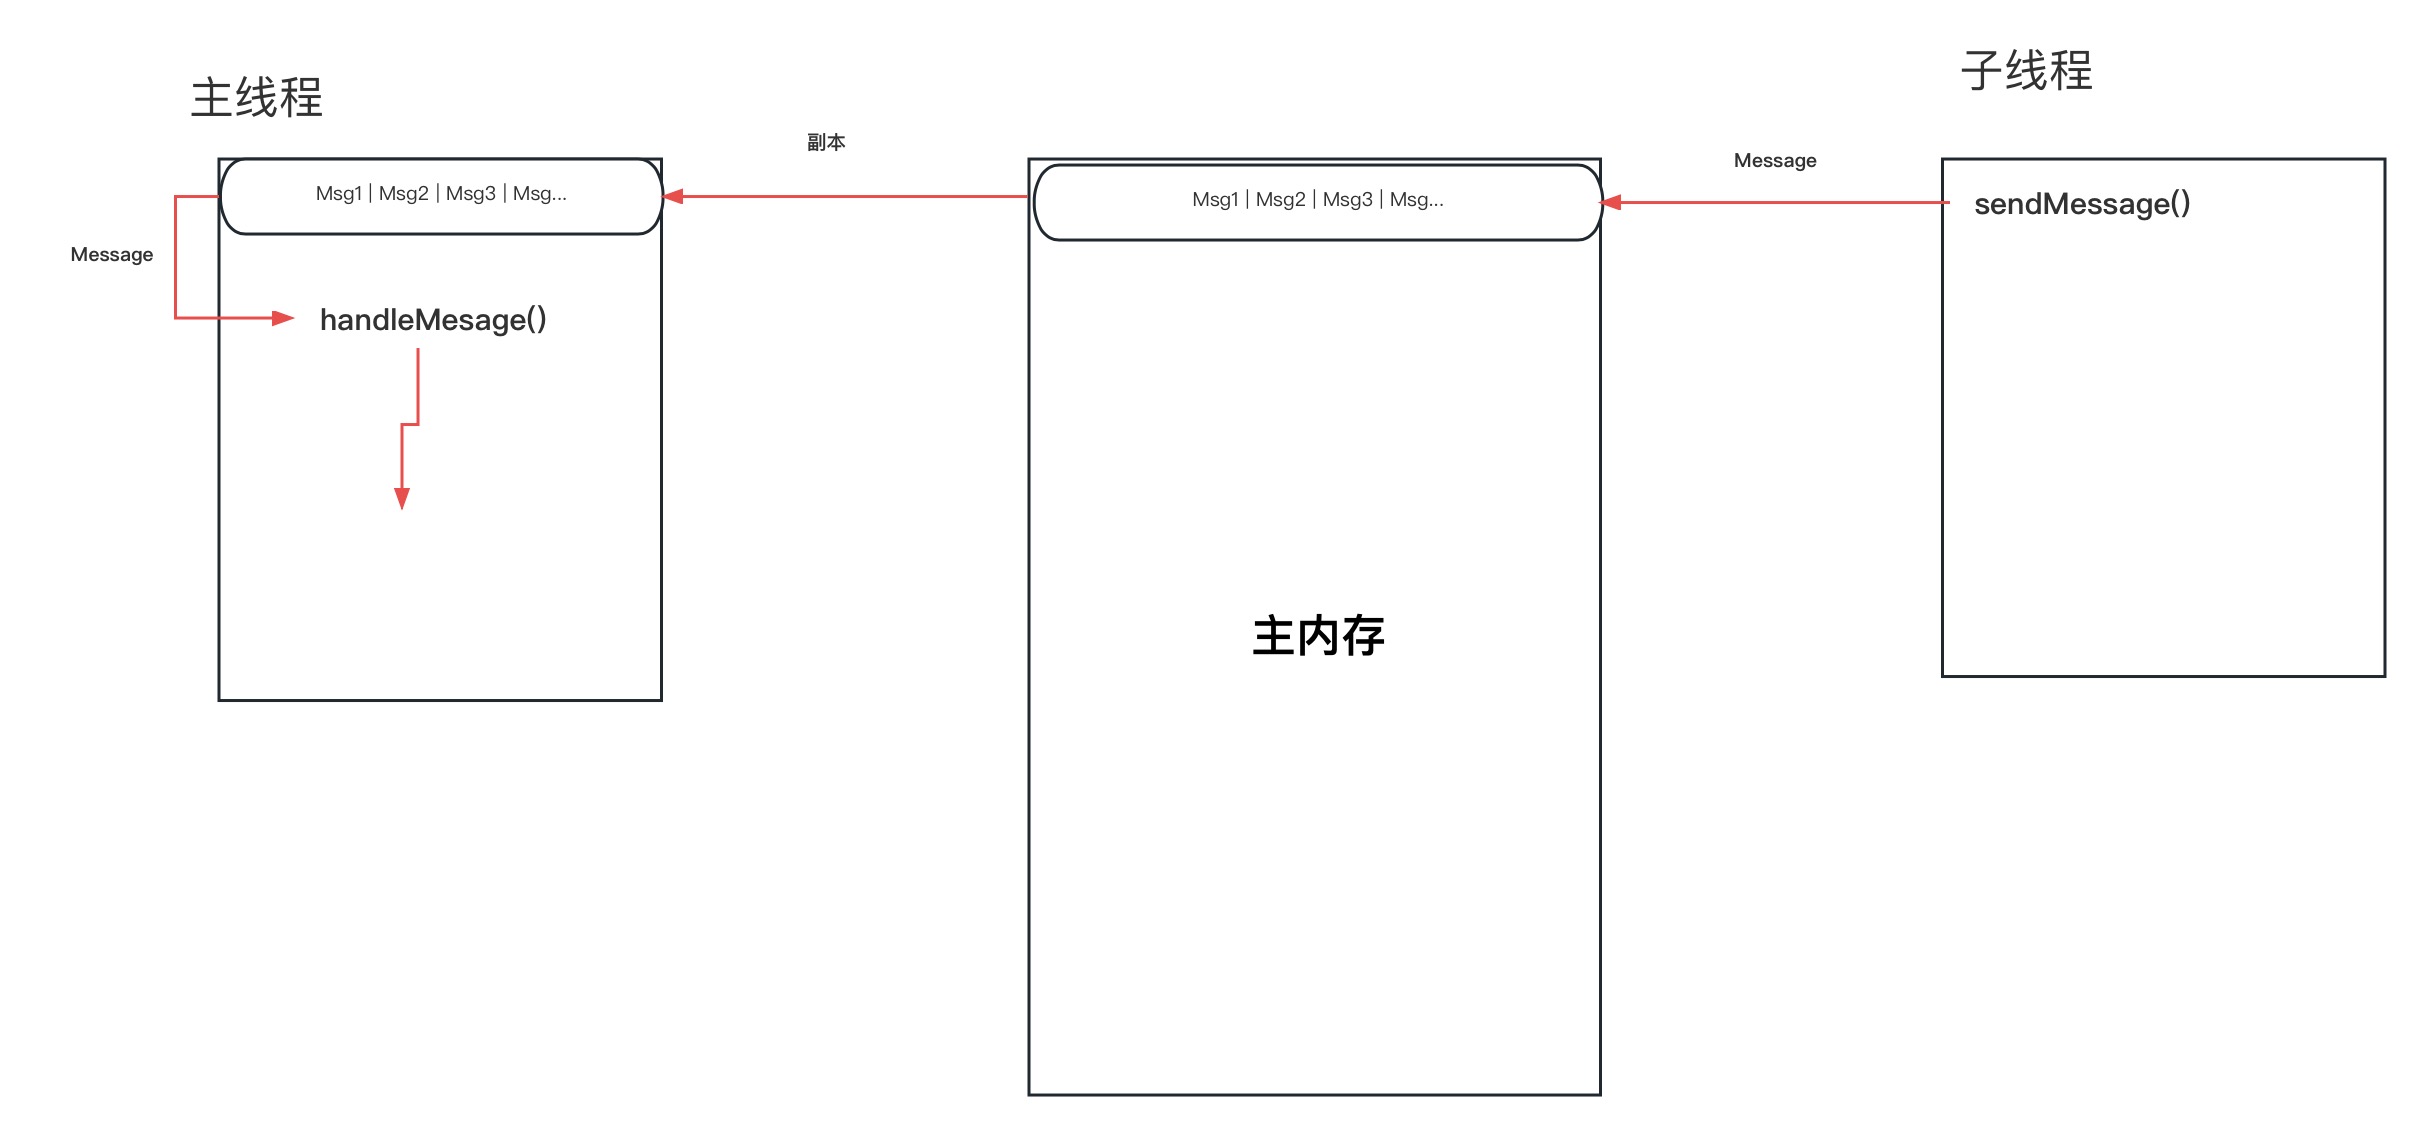 主线程
子线程
副本
Message
Msg1 | Msg2 | Msg3 | Msg...
Msg1 | Msg2 | Msg3 | Msg...
sendMessage()
Message
handleMesage()
主内存